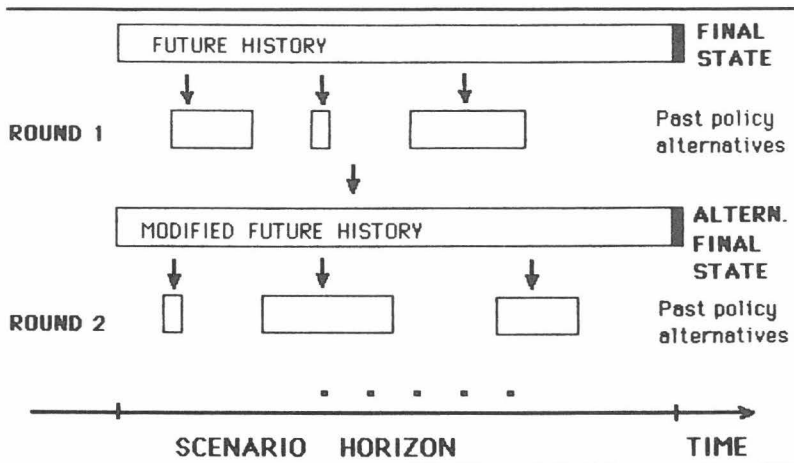 FUTURE HISTORY
FINAL
STATE
ROUND 1
Past policy
alternatives
MODIFIED FUTURE HISTORY
ALTERN.
FINAL
STATE
ROUND 2
Past policy
alternatives
SCENARIO HORIZON
TIME